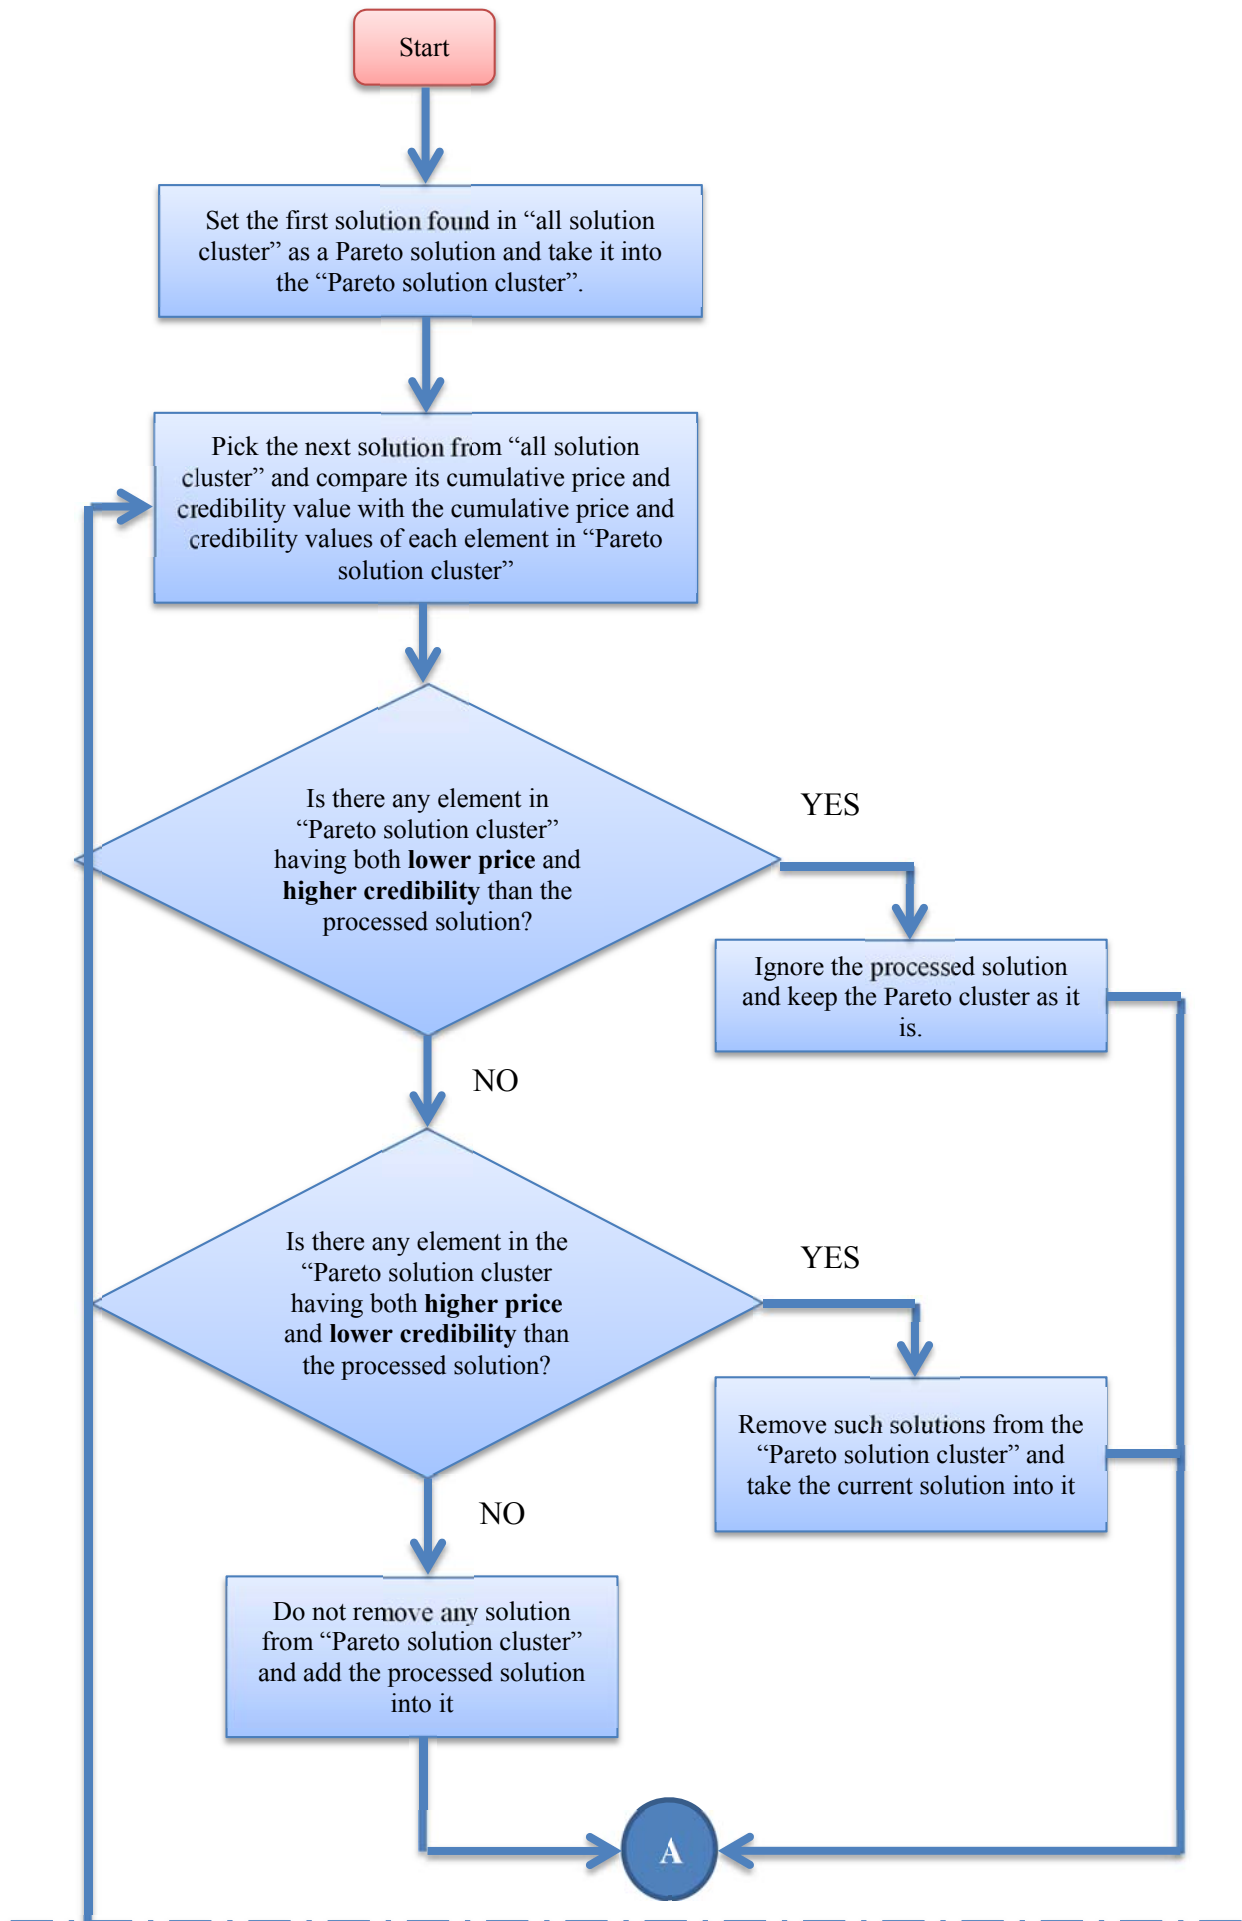 Start
Set the first solution found in “all solution
cluster” as a Pareto solution and take it into
the “Pareto solution cluster”.
Pick the next solution from “all solution
cluster” and compare its cumulative price and
credibility value with the cumulative price and
credibility values of each element in “Pareto
solution cluster”
Is there any element in
“Pareto solution cluster”
having both lower price and
higher credibility than the
processed solution?
YES
Ignore the processed solution
and keep the Pareto cluster as it
is.
NO
Is there any element in the
“Pareto solution cluster
having both higher price
and lower credibility than
the processed solution?
YES
Remove such solutions from the
“Pareto solution cluster” and
take the current solution into it
NO
Do not remove any solution
from “Pareto solution cluster”
and add the processed solution
into it
A